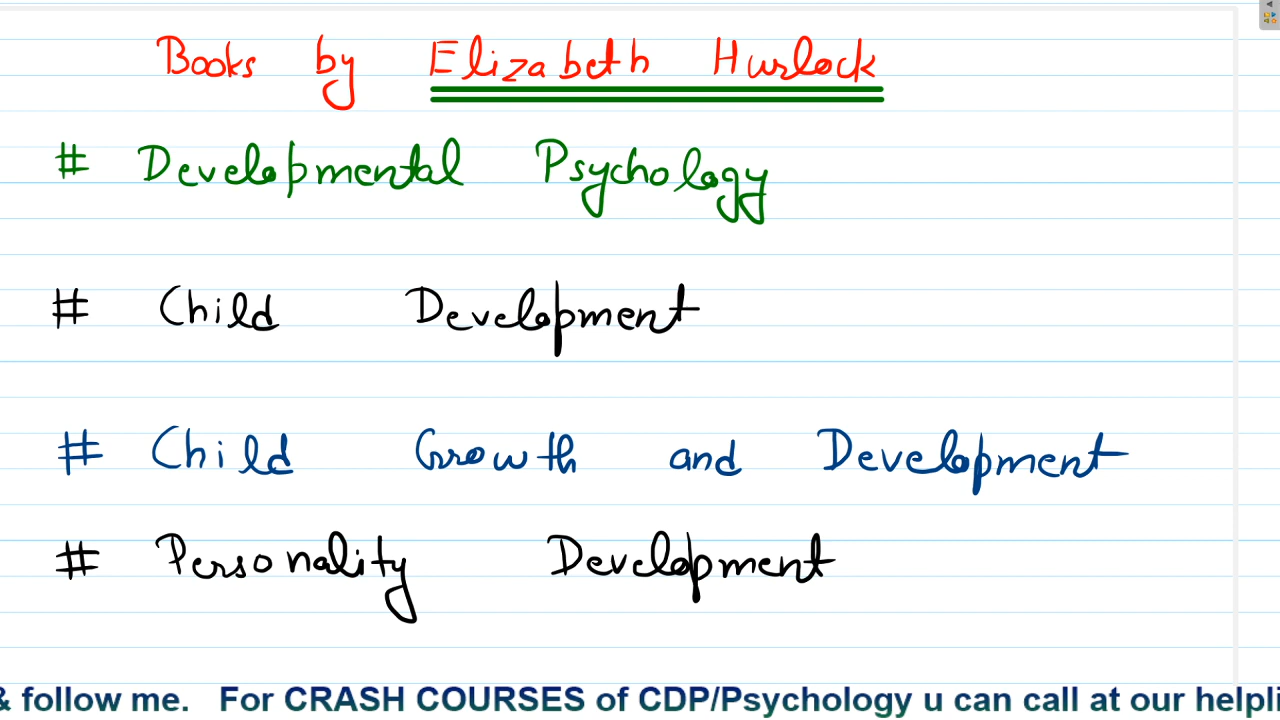 Books by Elizabeth Hurlock
# Developmental Psychology
# Child Development
# Child Growth and Development
# Personality Development
& follow me. For CRASH COURSES of CDP/Psychology u can call at our helpli